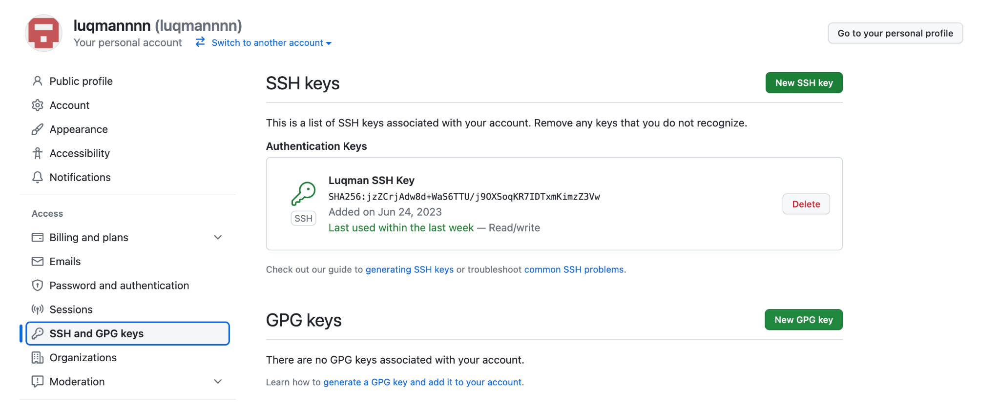 luqmannnn (luqmannnn)
Your personal account Switch to another account
Go to your personal profile
Public profile
Account
Appearance
Accessibility
Notifications
Access
Billing and plans
Emails
Password and authentication
Sessions
SSH and GPG keys
Organizations
Moderation
SSH keys
New SSH key
This is a list of SSH keys associated with your account. Remove any keys that you do not recognize.
Authentication Keys
Luqman SSH Key
SHA256:jzZCrjAdw8d+WaS6TTU/j9OXSoqKR7IDTxmKimzZ3Vw
Added on Jun 24, 2023
Last used within the last week — Read/write
SSH
Delete
Check out our guide to generating SSH keys or troubleshoot common SSH problems.
GPG keys
New GPG key
There are no GPG keys associated with your account.
Learn how to generate a GPG key and add it to your account.